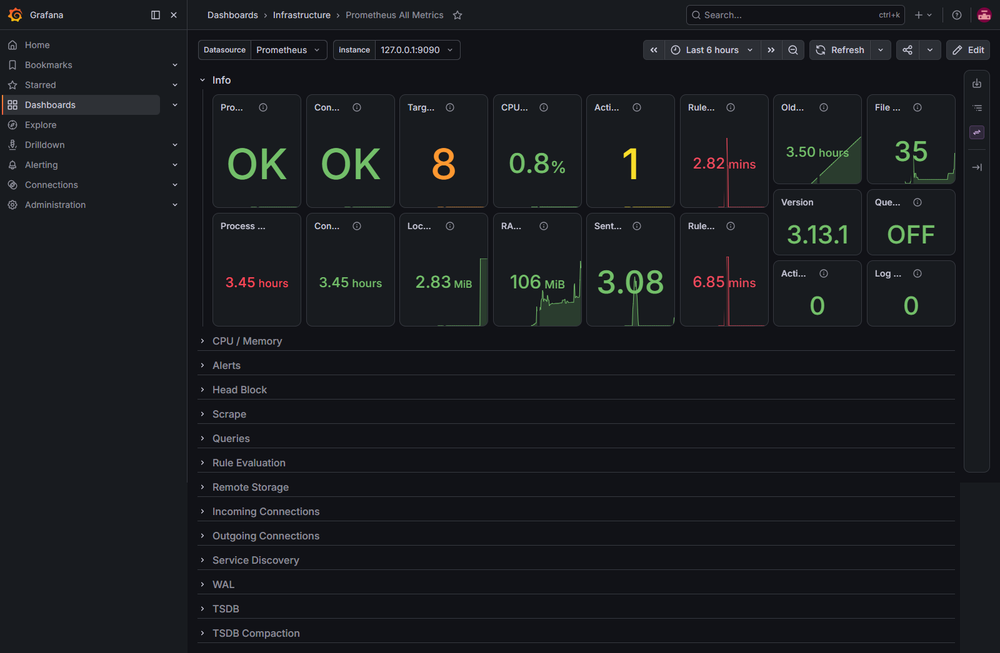 Grafana
Dashboards › Infrastructure › Prometheus All Metrics
Search... ctrl+k
Home
Bookmarks
Starred
Dashboards
Explore
Drilldown
Alerting
Connections
Administration
Datasource Prometheus instance 127.0.0.1:9090
Last 6 hours Refresh Edit
Info
Pro... Con... Targ... CPU... Acti... Rule... Old... File ...
OK OK 8 0.8% 1 2.82 mins 3.50 hours 35
Version Que...
3.13.1 OFF
Process ... Con... Loc... RA... Sent... Rule...
3.45 hours 3.45 hours 2.83 MiB 106 MiB 3.08 6.85 mins
Acti... Log ...
0 0
CPU / Memory
Alerts
Head Block
Scrape
Queries
Rule Evaluation
Remote Storage
Incoming Connections
Outgoing Connections
Service Discovery
WAL
TSDB
TSDB Compaction